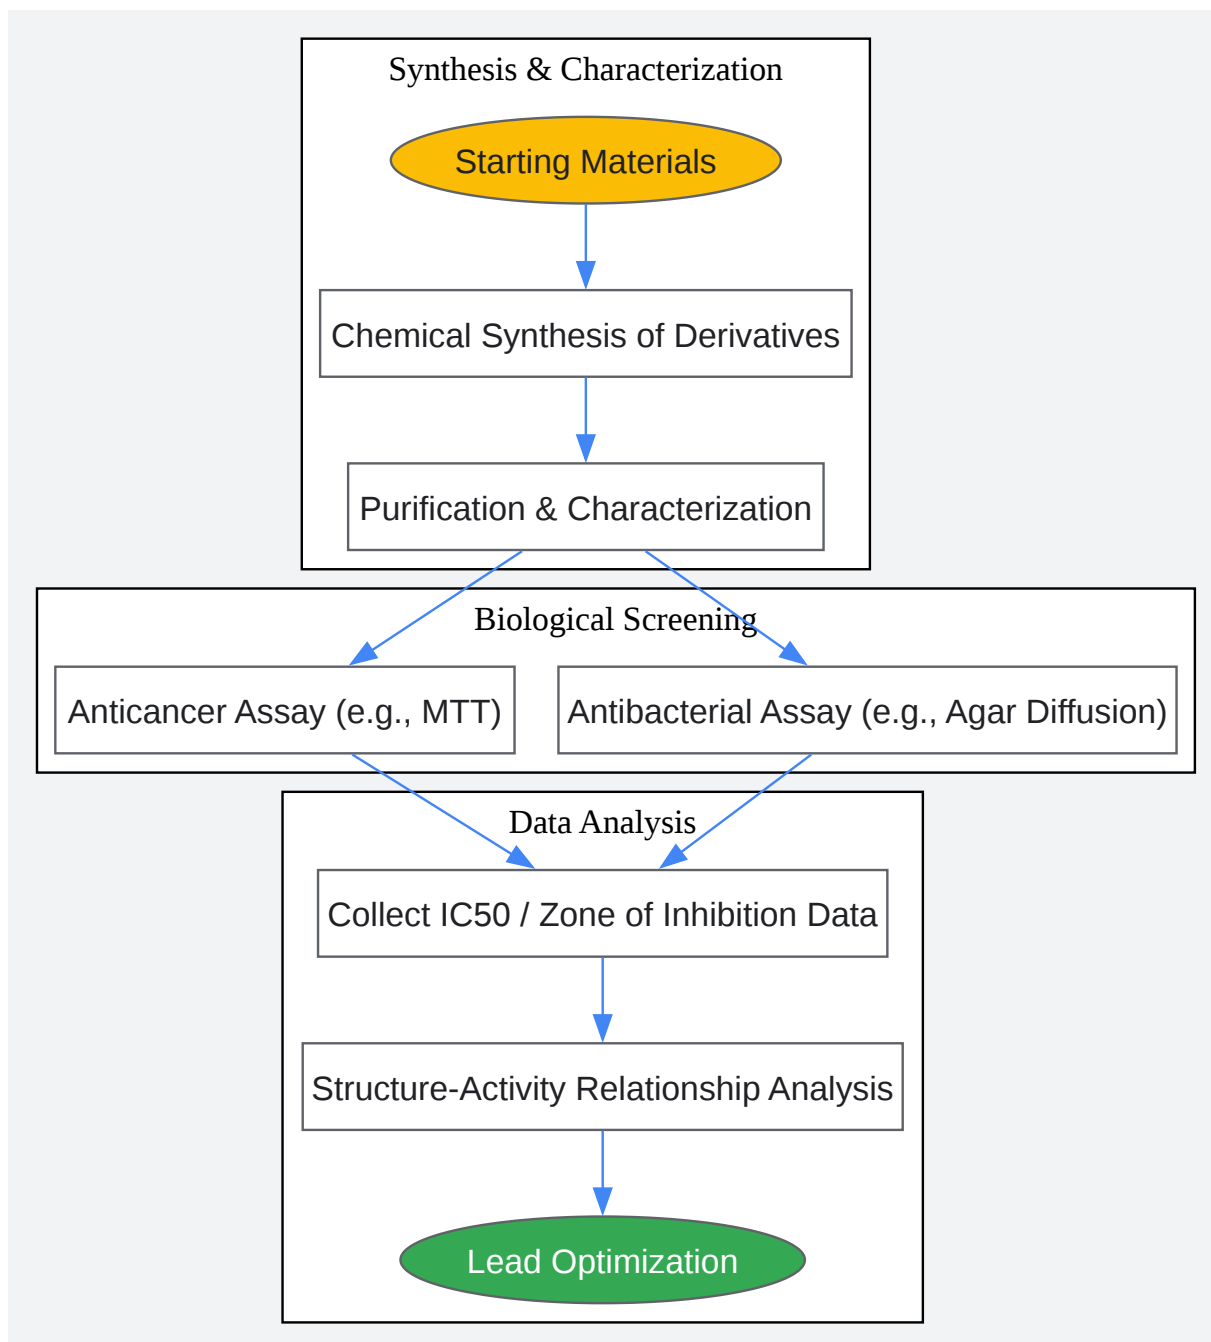 Synthesis & Characterization
Starting Materials
Chemical Synthesis of Derivatives
Purification & Characterization
Biological Screening
Anticancer Assay (e.g., MTT)
Antibacterial Assay (e.g., Agar Diffusion)
Data Analysis
Collect IC50 / Zone of Inhibition Data
Structure-Activity Relationship Analysis
Lead Optimization